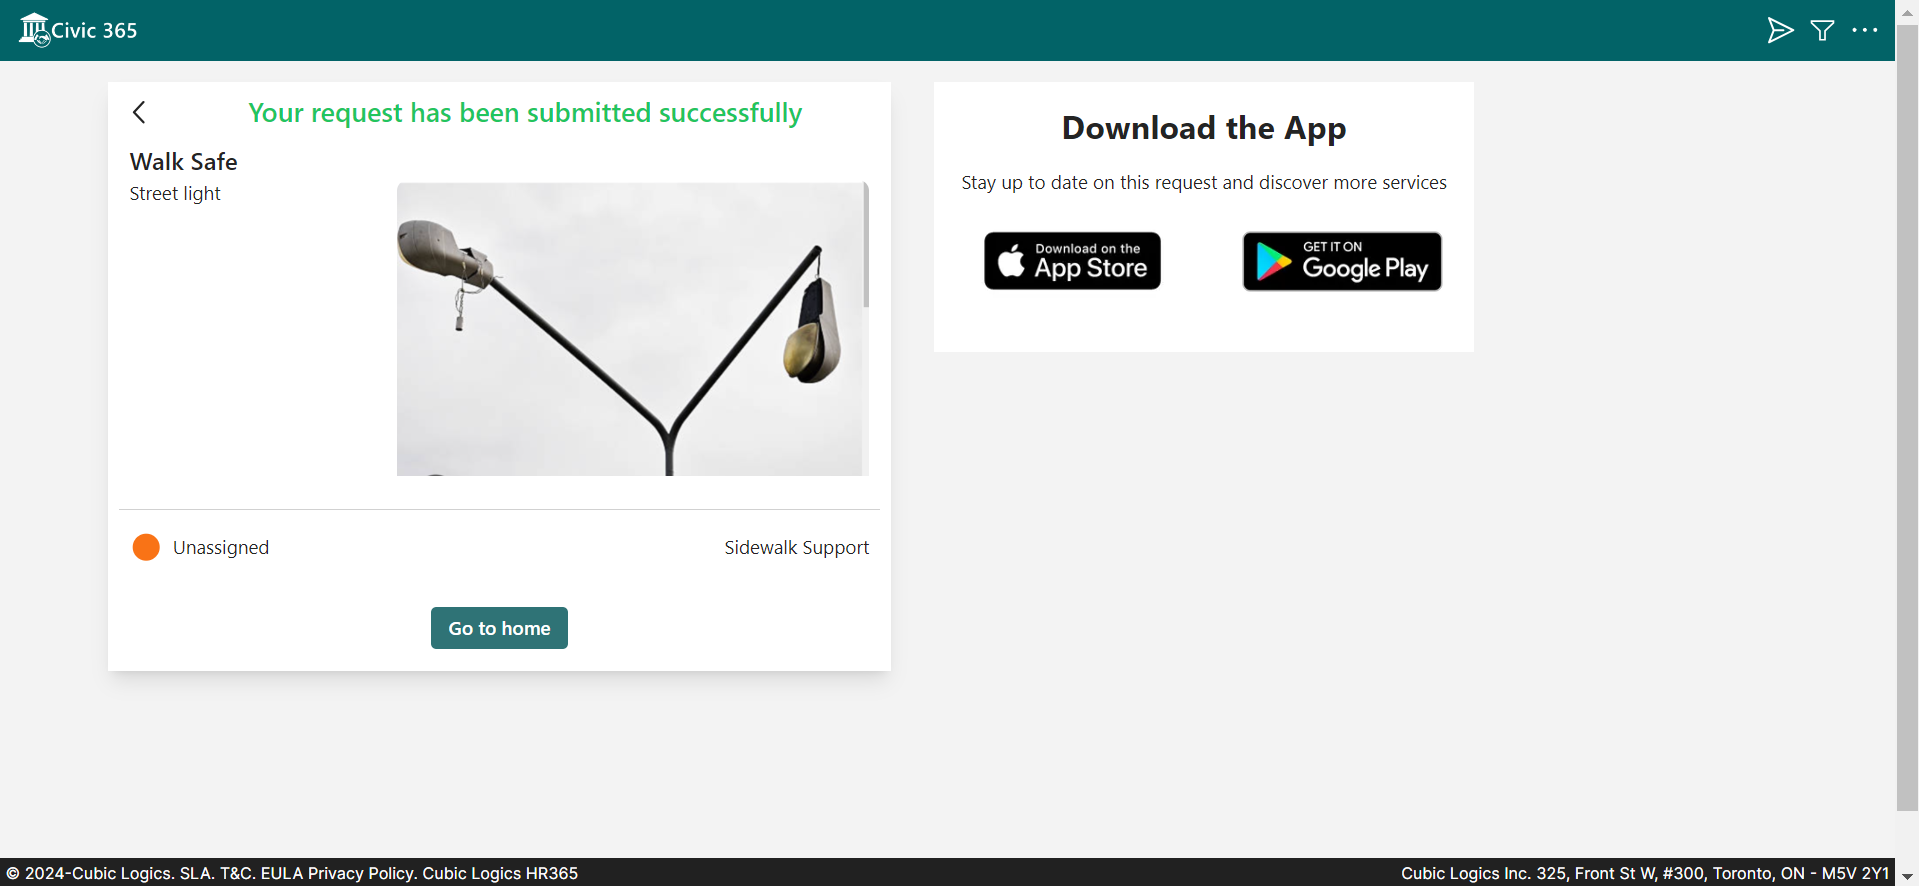 Civic 365
Your request has been submitted successfully
Walk Safe
Street light
Unassigned
Sidewalk Support
Go to home
Download the App
Stay up to date on this request and discover more services
Download on the
App Store
GET IT ON
Google Play
© 2024-Cubic Logics. SLA. T&C. EULA Privacy Policy. Cubic Logics HR365
Cubic Logics Inc. 325, Front St W, #300, Toronto, ON - M5V 2Y1